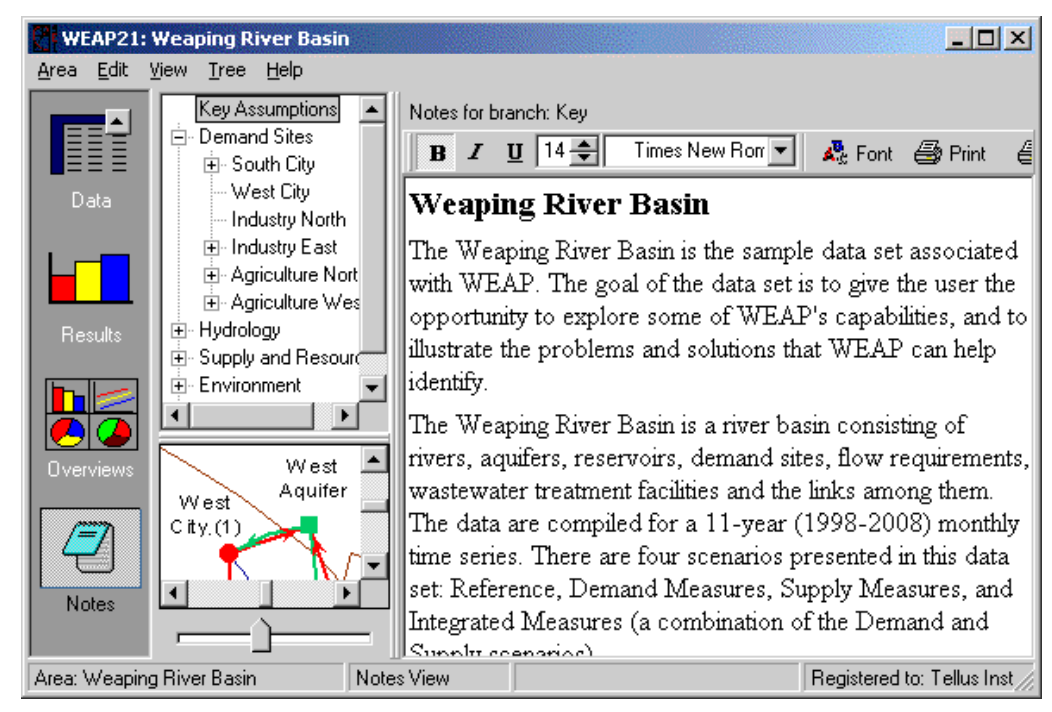 WEAP21: Weaping River Basin
Area Edit View Tree Help
Data
Results
Overviews
Notes
Key Assumptions
Demand Sites
South City
West City
Industry North
Industry East
Agriculture Nort
Agriculture Wes
Hydrology
Supply and Resourc
Environment
West
Aquifer
West
City,(1)
Notes for branch: Key
B I U 14 Times New Rom Font Print
Weaping River Basin
The Weaping River Basin is the sample data set associated
with WEAP. The goal of the data set is to give the user the
opportunity to explore some of WEAP's capabilities, and to
illustrate the problems and solutions that WEAP can help
identify.
The Weaping River Basin is a river basin consisting of
rivers, aquifers, reservoirs, demand sites, flow requirements,
wastewater treatment facilities and the links among them.
The data are compiled for a 11-year (1998-2008) monthly
time series. There are four scenarios presented in this data
set: Reference, Demand Measures, Supply Measures, and
Integrated Measures (a combination of the Demand and
Supply scenarios)
Area: Weaping River Basin Notes View Registered to: Tellus Inst